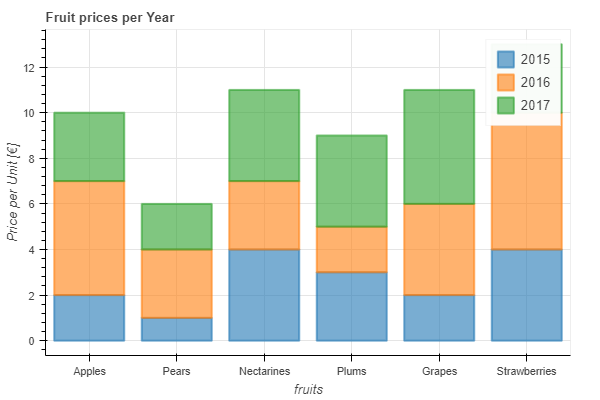 Fruit prices per Year
Price per Unit [€]
12
10
8
6
4
2
0
2015
2016
2017
Apples
Pears
Nectarines
Plums
Grapes
Strawberries
fruits